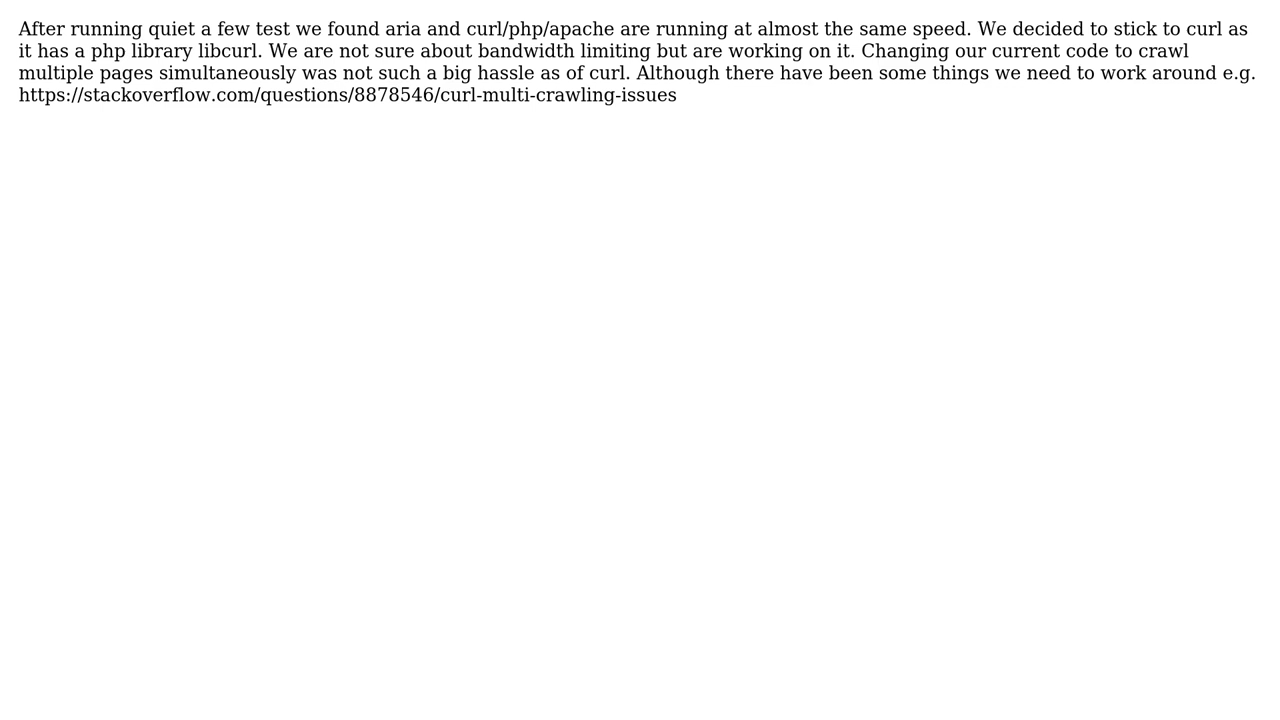 After running quiet a few test we found aria and curl/php/apache are running at almost the same speed. We decided to stick to curl as
it has a php library libcurl. We are not sure about bandwidth limiting but are working on it. Changing our current code to crawl
multiple pages simultaneously was not such a big hassle as of curl. Although there have been some things we need to work around e.g.
https://stackoverflow.com/questions/8878546/curl-multi-crawling-issues